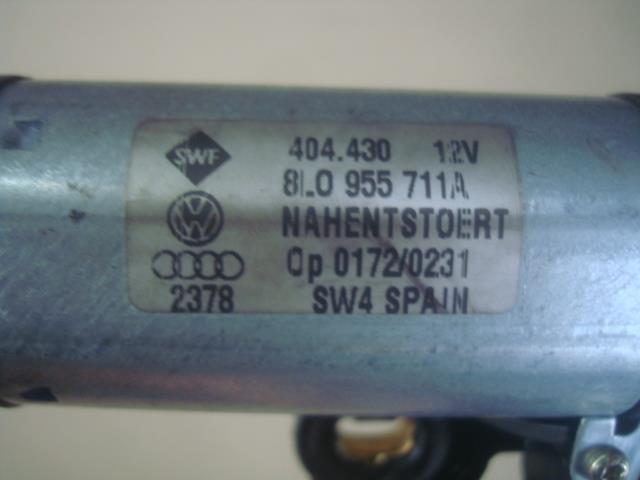 SWF 404.430 12V
8L0 955 711A
NAHENTSTOERT
Op 0172/0231
2378 SW4 SPAIN